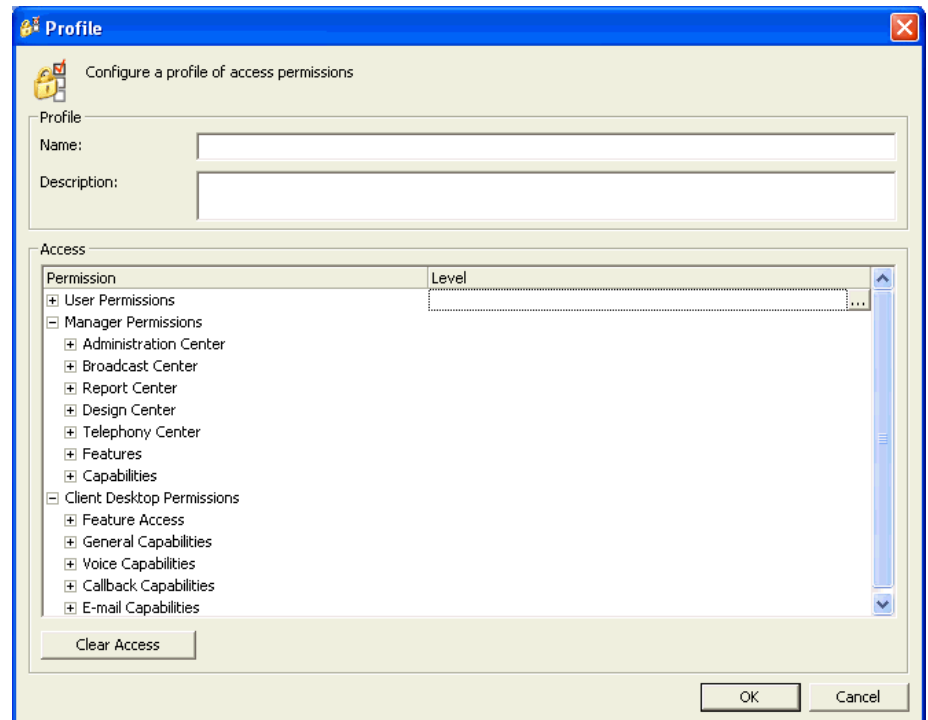 Profile
Configure a profile of access permissions
Profile
Name:
Description:
Access
Permission Level
User Permissions ...
Manager Permissions
Administration Center
Broadcast Center
Report Center
Design Center
Telephony Center
Features
Capabilities
Client Desktop Permissions
Feature Access
General Capabilities
Voice Capabilities
Callback Capabilities
E-mail Capabilities
Clear Access
OK Cancel